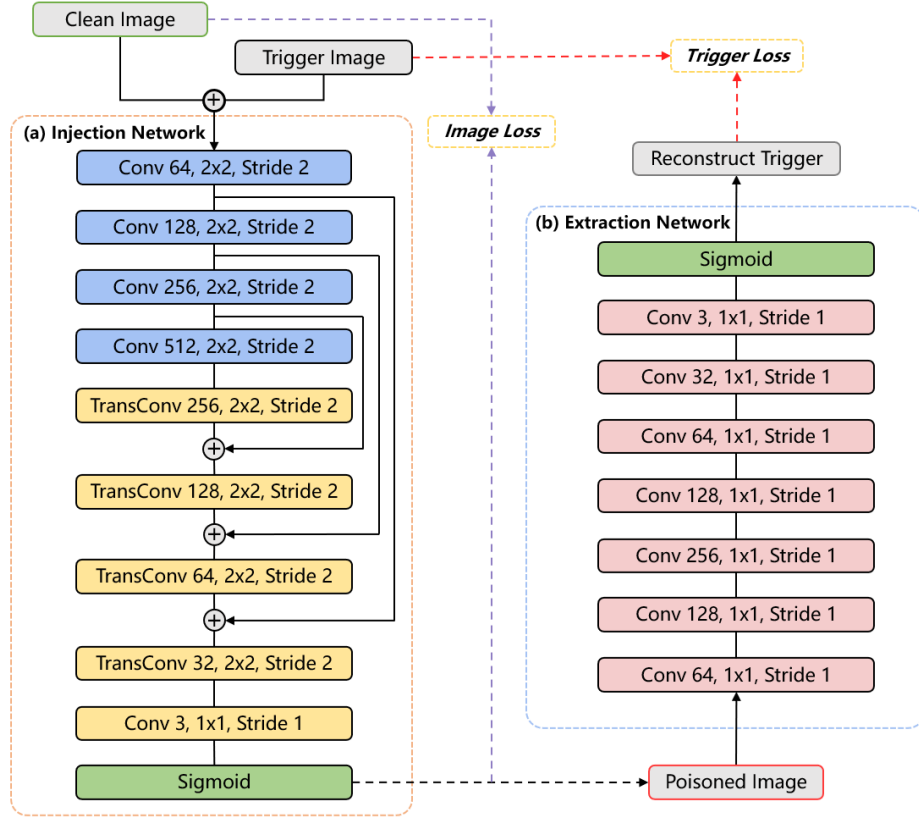 Clean Image
Trigger Image
Trigger Loss
Image Loss
Reconstruct Trigger
(a) Injection Network
Conv 64, 2x2, Stride 2
Conv 128, 2x2, Stride 2
Conv 256, 2x2, Stride 2
Conv 512, 2x2, Stride 2
TransConv 256, 2x2, Stride 2
+
TransConv 128, 2x2, Stride 2
+
TransConv 64, 2x2, Stride 2
+
TransConv 32, 2x2, Stride 2
Conv 3, 1x1, Stride 1
Sigmoid
(b) Extraction Network
Sigmoid
Conv 3, 1x1, Stride 1
Conv 32, 1x1, Stride 1
Conv 64, 1x1, Stride 1
Conv 128, 1x1, Stride 1
Conv 256, 1x1, Stride 1
Conv 128, 1x1, Stride 1
Conv 64, 1x1, Stride 1
Poisoned Image